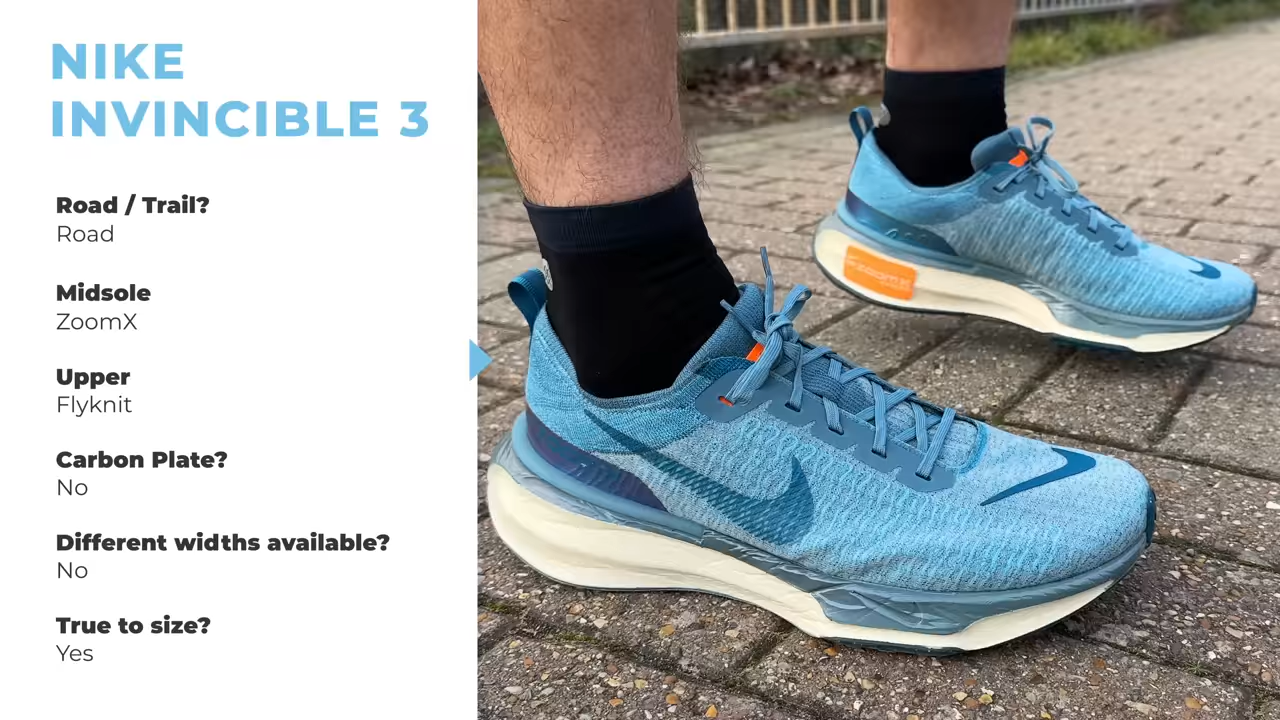 NIKE
INVINCIBLE 3
Road / Trail?
Road
Midsole
ZoomX
Upper
Flyknit
Carbon Plate?
No
Different widths available?
No
True to size?
Yes
zoomx